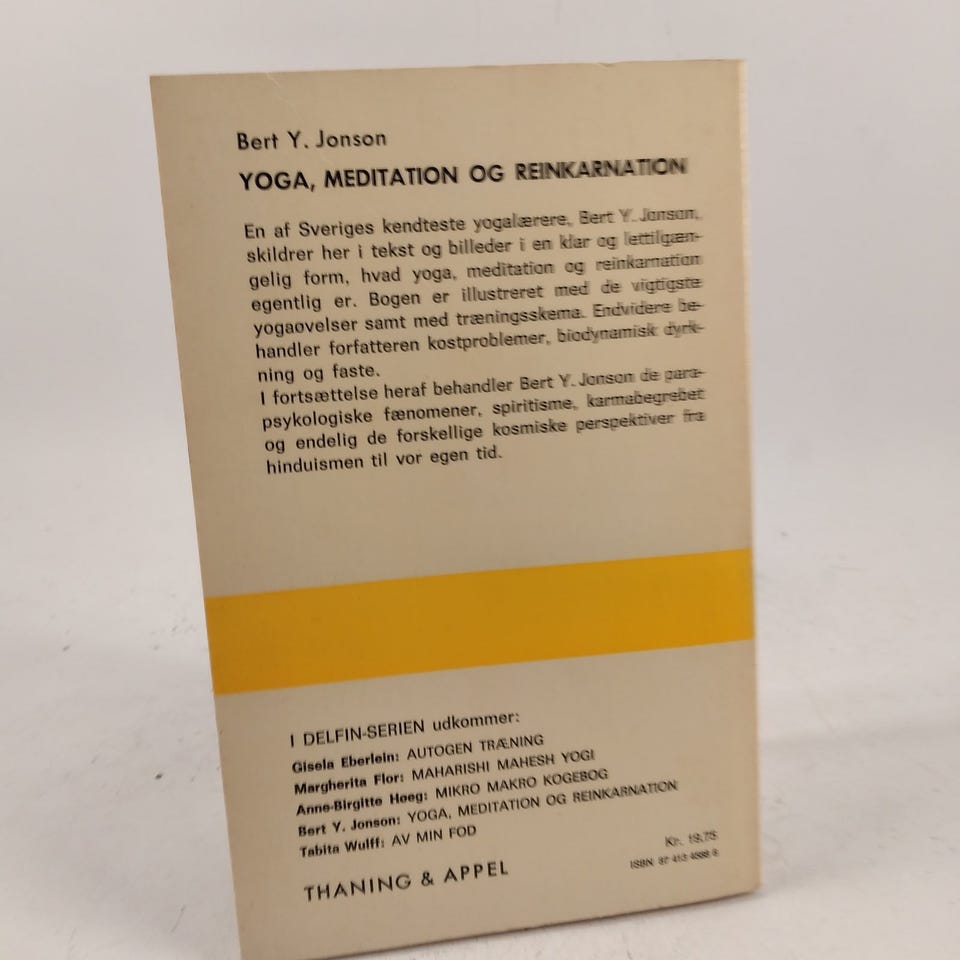 Bert Y. Jonson
YOGA, MEDITATION OG REINKARNATION
En af Sveriges kendteste yogalærere, Bert Y. Jonson,
skildrer her i tekst og billeder i en klar og lettilgæn-
gelig form, hvad yoga, meditation og reinkarnation
egentlig er. Bogen er illustreret med de vigtigste
yogaøvelser samt med træningsskema. Endvidere be-
handler forfatteren kostproblemer, biodynamisk dyrk-
ning og faste.
I fortsættelse heraf behandler Bert Y. Jonson de para-
psykologiske fænomener, spiritisme, karmabegrebet
og endelig de forskellige kosmiske perspektiver fra
hinduismen til vor egen tid.
I DELFIN-SERIEN udkommer:
Gisela Eberlein: AUTOGEN TRÆNING
Margherita Flor: MAHARISHI MAHESH YOGI
Anne-Birgitte Høeg: MIKRO MAKRO KOGEBOG
Bert Y. Jonson: YOGA, MEDITATION OG REINKARNATION
Tabita Wulff: AV MIN FOD
Kr. 19,75
ISBN 87 413
THANING & APPEL